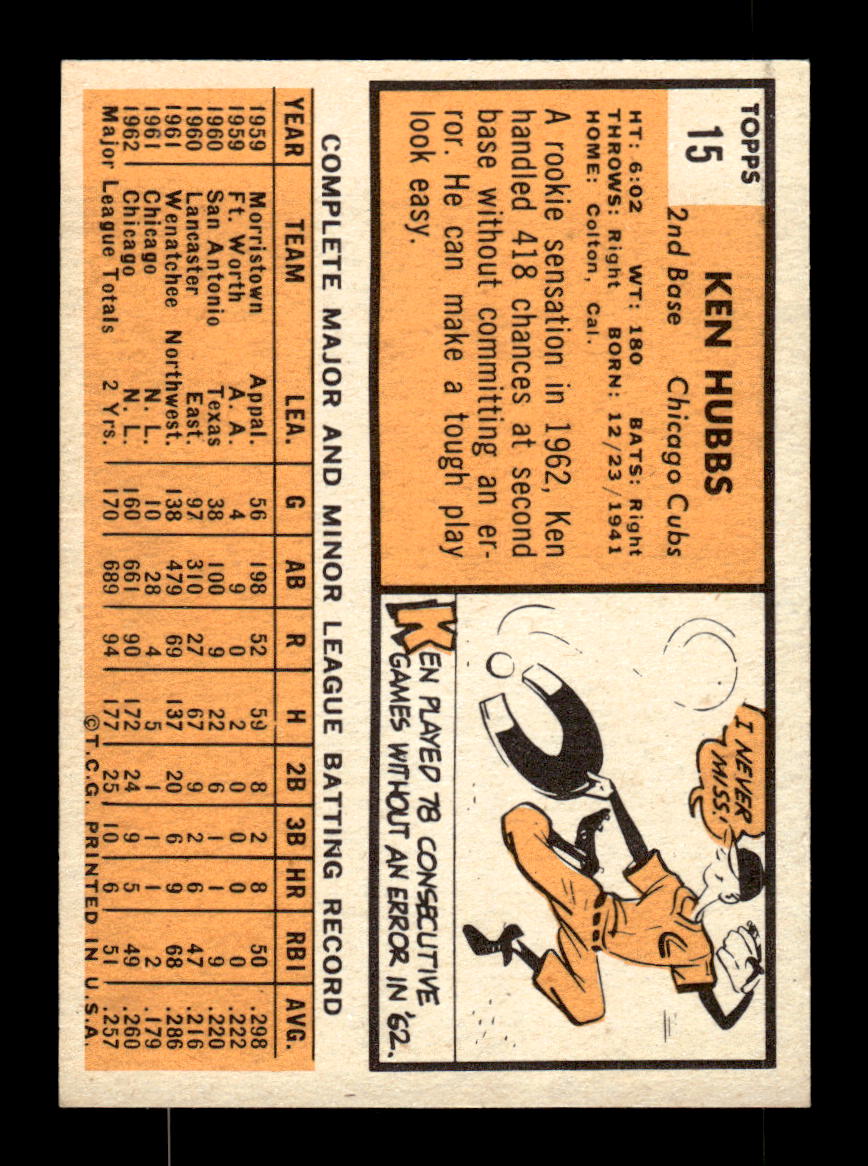 TOPPS
15
KEN HUBBS
2nd Base Chicago Cubs
HT: 6:02 WT: 180 BATS: Right
THROWS: Right BORN: 12/23/1941
HOME: Colton, Cal.
A rookie sensation in 1962, Ken
handled 418 chances at second
base without committing an er-
ror. He can make a tough play
look easy.
I NEVER
MISS!
KEN PLAYED 78 CONSECUTIVE
GAMES WITHOUT AN ERROR IN '62.
COMPLETE MAJOR AND MINOR LEAGUE BATTING RECORD
YEAR TEAM LEA. G AB R H 2B 3B HR RBI AVG.
1959 Morristown Appal. 56 198 52 59 8 2 8 50 .298
1959 Ft. Worth A. A. 4 9 0 2 0 0 0 0 .222
1960 San Antonio Texas 38 100 9 22 6 1 1 9 .220
1960 Lancaster East. 97 310 27 67 9 2 6 47 .216
1961 Wenatchee Northwest. 138 479 69 137 20 6 9 68 .286
1961 Chicago N. L. 10 28 4 5 1 1 1 2 .179
1962 Chicago N. L. 160 661 90 172 24 9 5 49 .260
Major League Totals 2 Yrs. 170 689 94 177 25 10 6 51 .257
©T.C.G. PRINTED IN U.S.A.